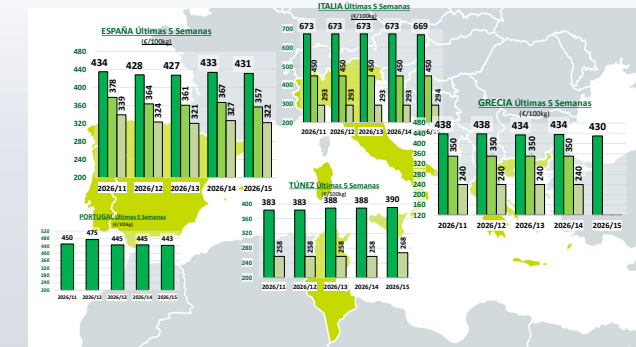 ESPAÑA Últimas 5 Semanas
(€/100kg)
480
440
400
360
320
280
240
200
434 428 427 433 431
378 364 361 367 357
339 324 321 327 322
2026/11 2026/12 2026/13 2026/14 2026/15
ITALIA Últimas 5 Semanas
(€/100kg)
700
600
500
400
300
200
673 673 673 673 669
450 450 450 450 450
293 293 293 293 294
2026/11 2026/12 2026/13 2026/14
GRECIA Últimas 5 Semanas
(€/100kg)
480
440
400
360
320
280
240
200
160
120
438 438 434 434 430
350 350 350 350
240 240 240 240
2026/11 2026/12 2026/13 2026/14 2026/15
PORTUGAL Últimas 5 Semanas
(€/100kg)
520
480
440
400
360
320
280
240
200
450 475 445 445 443
2026/11 2026/12 2026/13 2026/14 2026/15
TÚNEZ Últimas 5 Semanas
(€/100kg)
400
360
320
280
240
200
383 383 388 388 390
258 258 258 258 268
2026/11 2026/12 2026/13 2026/14 2026/15